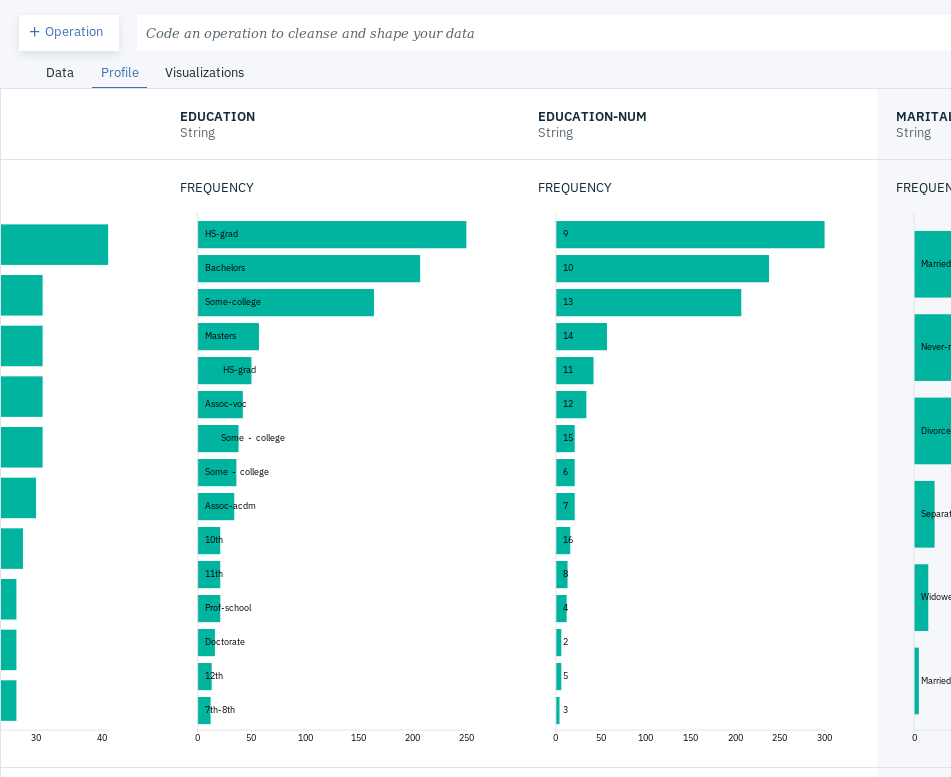 + Operation
Code an operation to cleanse and shape your data
Data Profile Visualizations
EDUCATION
String
EDUCATION-NUM
String
MARITAL
String
FREQUENCY
FREQUENCY
FREQUEN
30 40
HS-grad
Bachelors
Some-college
Masters
HS-grad
Assoc-voc
Some - college
Some - college
Assoc-acdm
10th
11th
Prof-school
Doctorate
12th
7th-8th
0 50 100 150 200 250
9
10
13
14
11
12
15
6
7
16
8
4
2
5
3
0 50 100 150 200 250 300
Married
Never-
Divorce
Separat
Widowe
Married
0